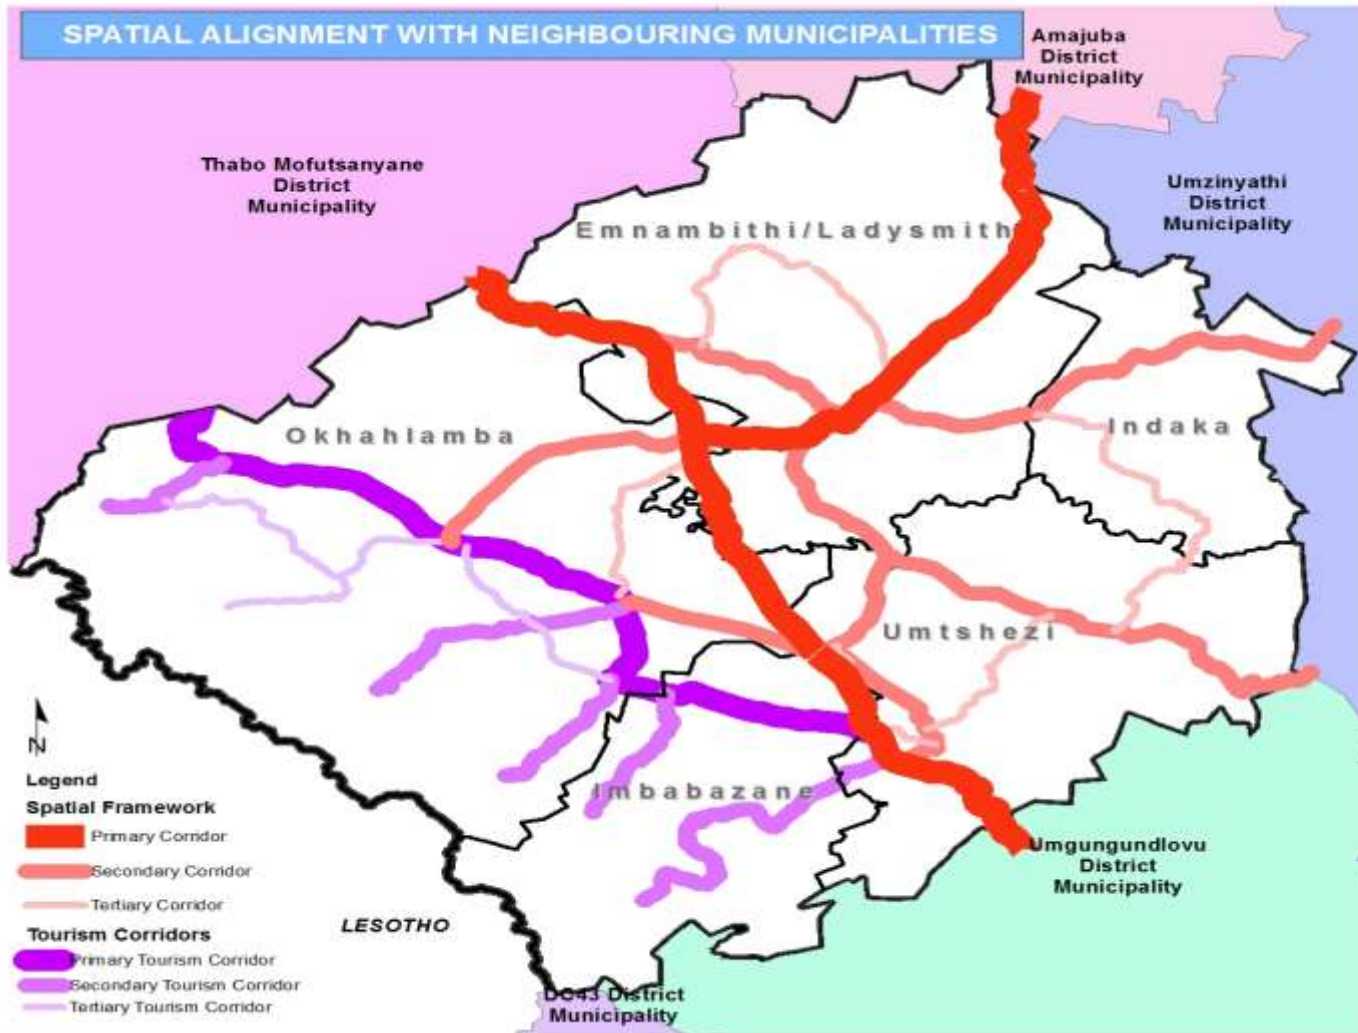 SPATIAL ALIGNMENT WITH NEIGHBOURING MUNICIPALITIES
Amajuba
District
Municipality
Thabo Mofutsanyane
District
Municipality
Umzinyathi
District
Municipality
Emnambithi/Ladysmith
Okhahlamba
Indaka
Umtshezi
Imbabazane
N
Legend
Spatial Framework
Primary Corridor
Secondary Corridor
Tertiary Corridor
Tourism Corridors
Primary Tourism Corridor
Secondary Tourism Corridor
Tertiary Tourism Corridor
LESOTHO
Umgungundlovu
District
Municipality
DC43 District
Municipality